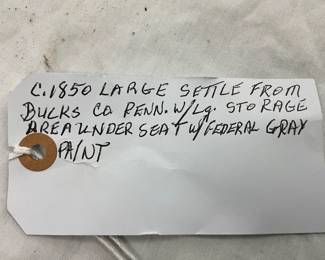 C.1850 LARGE SETTLE FROM
BUCKS CO PENN. W/LG. STORAGE
AREA UNDER SEAT W/FEDERAL GRAY
PAINT